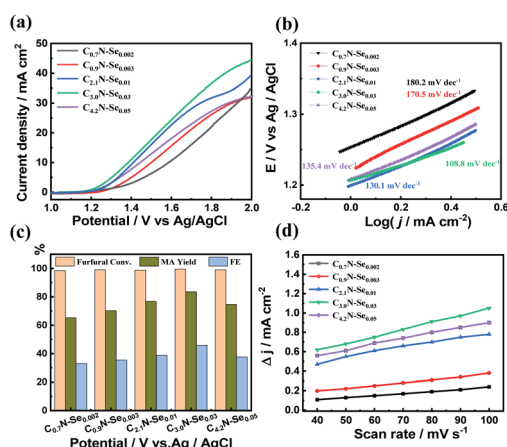 (a)
Current density / mA cm²
50
40
30
20
10
0
C₀.₇N-Se₀.₀₀₂
C₀.₉N-Se₀.₀₀₃
C₂.₁N-Se₀.₀₁
C₃.₀N-Se₀.₀₃
C₄.₂N-Se₀.₀₅
1.0 1.2 1.4 1.6 1.8 2.0
Potential / V vs Ag/AgCl
(b)
E / V vs Ag / AgCl
1.4
1.3
1.2
C₀.₇N-Se₀.₀₀₂
C₀.₉N-Se₀.₀₀₃
C₂.₁N-Se₀.₀₁
C₃.₀N-Se₀.₀₃
C₄.₂N-Se₀.₀₅
180.2 mV dec⁻¹
170.5 mV dec⁻¹
135.4 mV dec⁻¹
108.8 mV dec⁻¹
130.1 mV dec⁻¹
0.0 0.2 0.4 0.6
Log(j / mA cm⁻²)
(c)
%
100
80
60
40
20
0
Furfural Conv. MA Yield FE
C₀.₇N-Se₀.₀₀₂ C₀.₉N-Se₀.₀₀₃ C₂.₁N-Se₀.₀₁ C₃.₀N-Se₀.₀₃ C₄.₂N-Se₀.₀₅
Potential / V vs.Ag / AgCl
(d)
Δ j / mA cm⁻²
1.4
1.2
1.0
0.8
0.6
0.4
0.2
0.0
C₀.₇N-Se₀.₀₀₂
C₀.₉N-Se₀.₀₀₃
C₂.₁N-Se₀.₀₁
C₃.₀N-Se₀.₀₃
C₄.₂N-Se₀.₀₅
40 50 60 70 80 90 100
Scan rate / mV s⁻¹